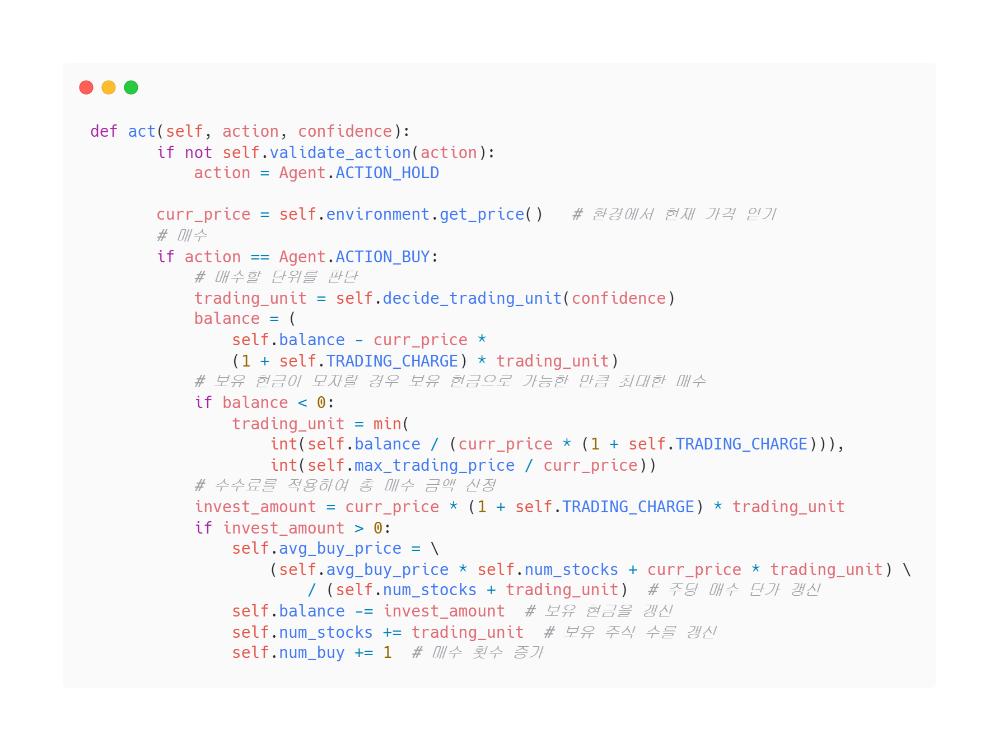 def act(self, action, confidence):
        if not self.validate_action(action):
            action = Agent.ACTION_HOLD

        curr_price = self.environment.get_price()   # 환경에서 현재 가격 얻기
        # 매수
        if action == Agent.ACTION_BUY:
            # 매수할 단위를 판단
            trading_unit = self.decide_trading_unit(confidence)
            balance = (
                self.balance - curr_price *
                (1 + self.TRADING_CHARGE) * trading_unit)
            # 보유 현금이 모자랄 경우 보유 현금으로 가능한 만큼 최대한 매수
            if balance < 0:
                trading_unit = min(
                    int(self.balance / (curr_price * (1 + self.TRADING_CHARGE))),
                    int(self.max_trading_price / curr_price))
            # 수수료를 적용하여 총 매수 금액 산정
            invest_amount = curr_price * (1 + self.TRADING_CHARGE) * trading_unit
            if invest_amount > 0:
                self.avg_buy_price = \
                    (self.avg_buy_price * self.num_stocks + curr_price * trading_unit) \
                        / (self.num_stocks + trading_unit)  # 주당 매수 단가 갱신
                self.balance -= invest_amount  # 보유 현금을 갱신
                self.num_stocks += trading_unit  # 보유 주식 수를 갱신
                self.num_buy += 1  # 매수 횟수 증가